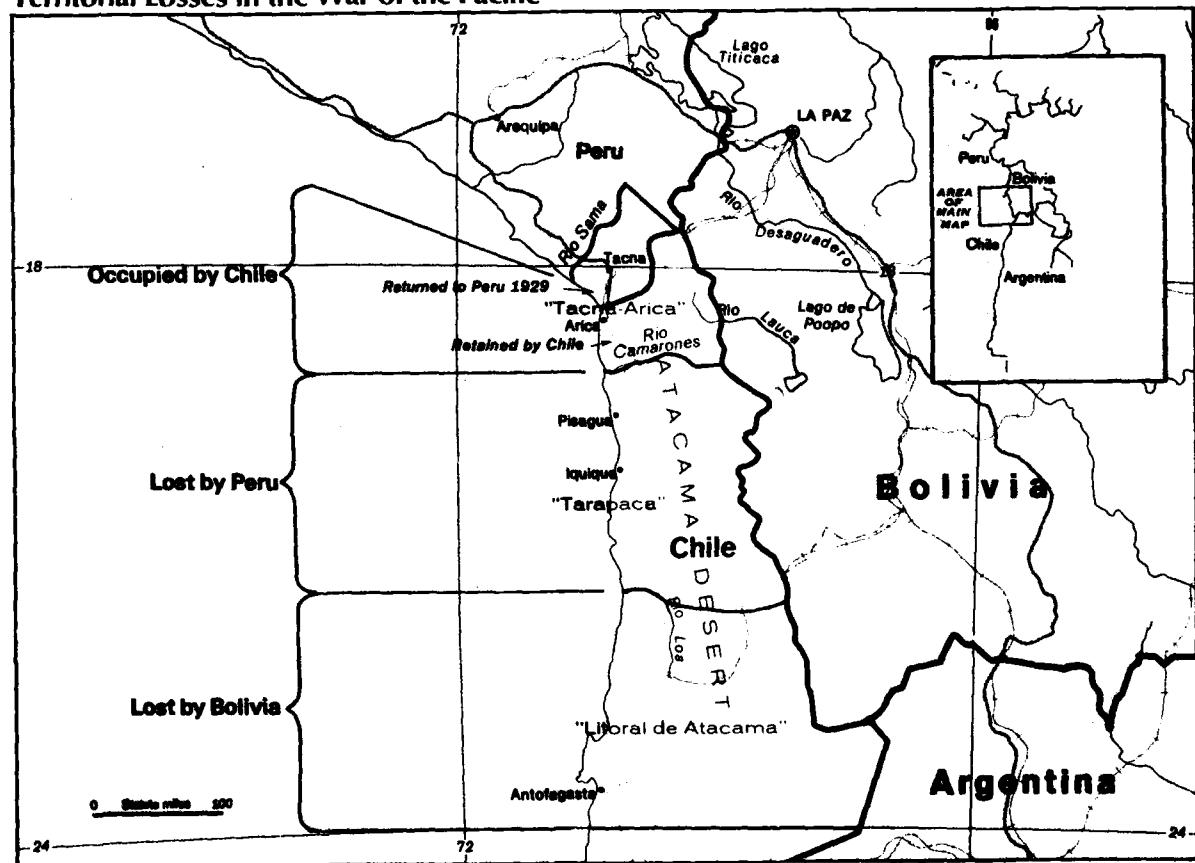 Territorial Losses in the War of the Pacific
72
Lago
Titicaca
LA PAZ
Arequipa
Peru
Peru
Bolivia
AREA
OF
MAIN
MAP
Chile
Argentina
Rio Sama
Rio
Desaguadero
18
Occupied by Chile
Tacna
Returned to Peru 1929
"Tacna-Arica"
Arica
Rio
Lauca
Lago de
Poopo
Retained by Chile
Rio
Camarones
ATACAMA DESERT
Pisagua
Iquique
Lost by Peru
"Tarapaca"
Bolivia
Chile
Rio Loa
Lost by Bolivia
"Litoral de Atacama"
Argentina
Antofagasta
0 Statute miles 100
24
72
24